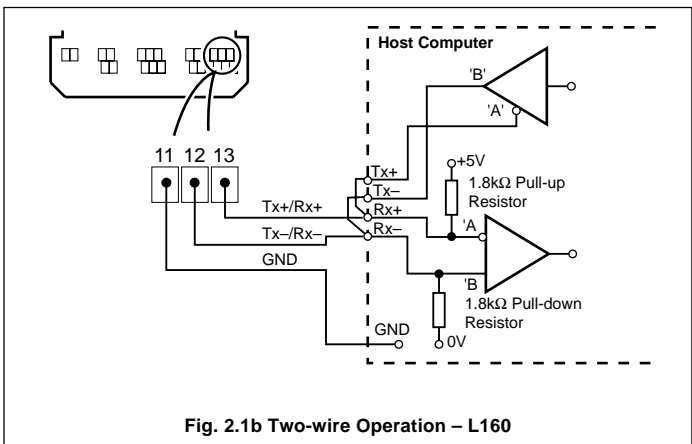 Host Computer
'B'
'A'
11 12 13
Tx+
Tx–
Rx+
Rx–
+5V
1.8kΩ Pull-up
Resistor
Tx+/Rx+
Tx–/Rx–
GND
'A
'B
1.8kΩ Pull-down
Resistor
GND
0V
Fig. 2.1b Two-wire Operation – L160